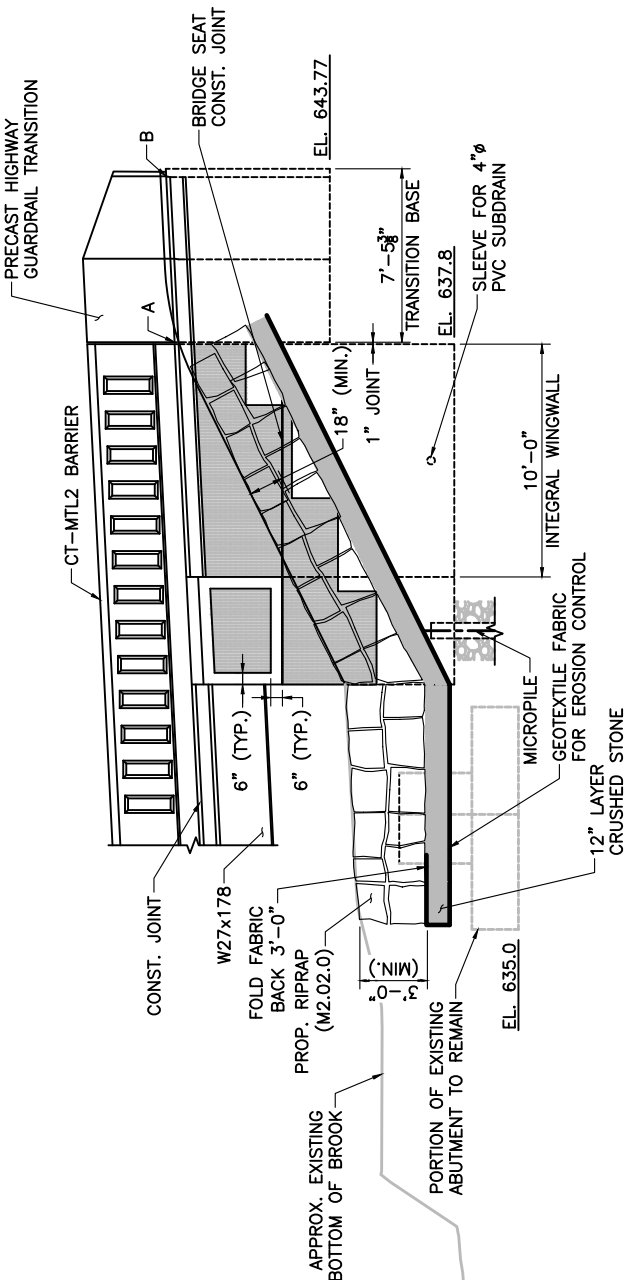 PRECAST HIGHWAY
GUARDRAIL TRANSITION
CT-MTL2 BARRIER
A
B
BRIDGE SEAT
CONST. JOINT
CONST. JOINT
W27x178
6" (TYP.)
6" (TYP.)
FOLD FABRIC
BACK 3'-0"
PROP. RIPRAP
(M2.02.0)
3'-0"
(MIN.)
APPROX. EXISTING
BOTTOM OF BROOK
PORTION OF EXISTING
ABUTMENT TO REMAIN
EL. 635.0
12" LAYER
CRUSHED STONE
GEOTEXTILE FABRIC
FOR EROSION CONTROL
MICROPILE
18" (MIN.)
1" JOINT
10'-0"
INTEGRAL WINGWALL
SLEEVE FOR 4"ø
PVC SUBDRAIN
EL. 637.8
7'-5⅜"
TRANSITION BASE
EL. 643.77